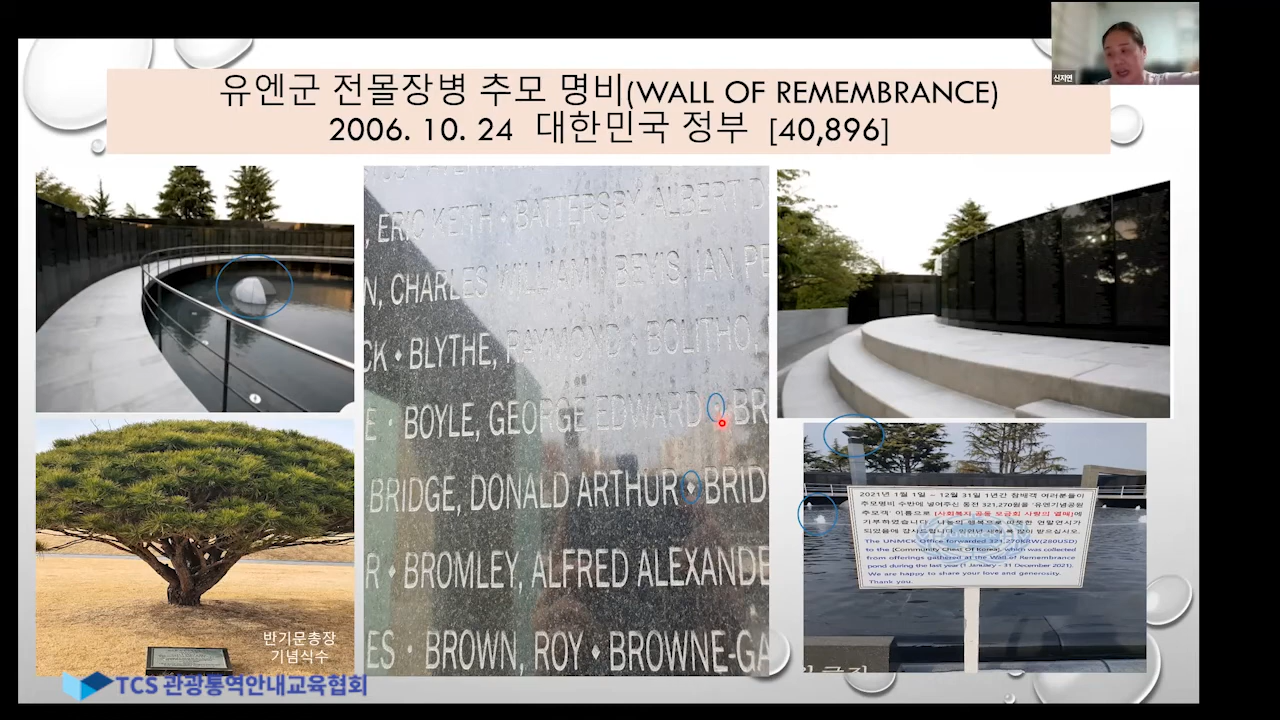 신지연
유엔군 전몰장병 추모 명비(WALL OF REMEMBRANCE)
2006. 10. 24 대한민국 정부 [40,896]
, ERIC KEITH • BATTERSBY, ALBERT D
N, CHARLES WILLIAM • BEVIS, IAN PE
CK • BLYTHE, RAYMOND • BOLITHO,
E • BOYLE, GEORGE EDWARD BR
BRIDGE, DONALD ARTHUR BRID
R • BROMLEY, ALFRED ALEXANDE
ES • BROWN, ROY • BROWNE-GA
2021년 1월 1일 – 12월 31일 1년간 참배객 여러분들이
추모명비 수반에 넣어주신 동전 321,270원을 '유엔기념공원
추모객' 이름으로 [사회복지 공동 모금회 사랑의 열매]에
기부하였습니다.
The UNMCK Office forwarded 321,270KRW(280USD)
to the [Community Chest Of Korea], which was collected
from offerings gathered at the Wall of Remembrance
pond during the last year (1 January - 31 December 2021).
We are happy to share your love and generosity.
Thank you.
반기문총장
기념식수
TCS 관광통역안내교육협회